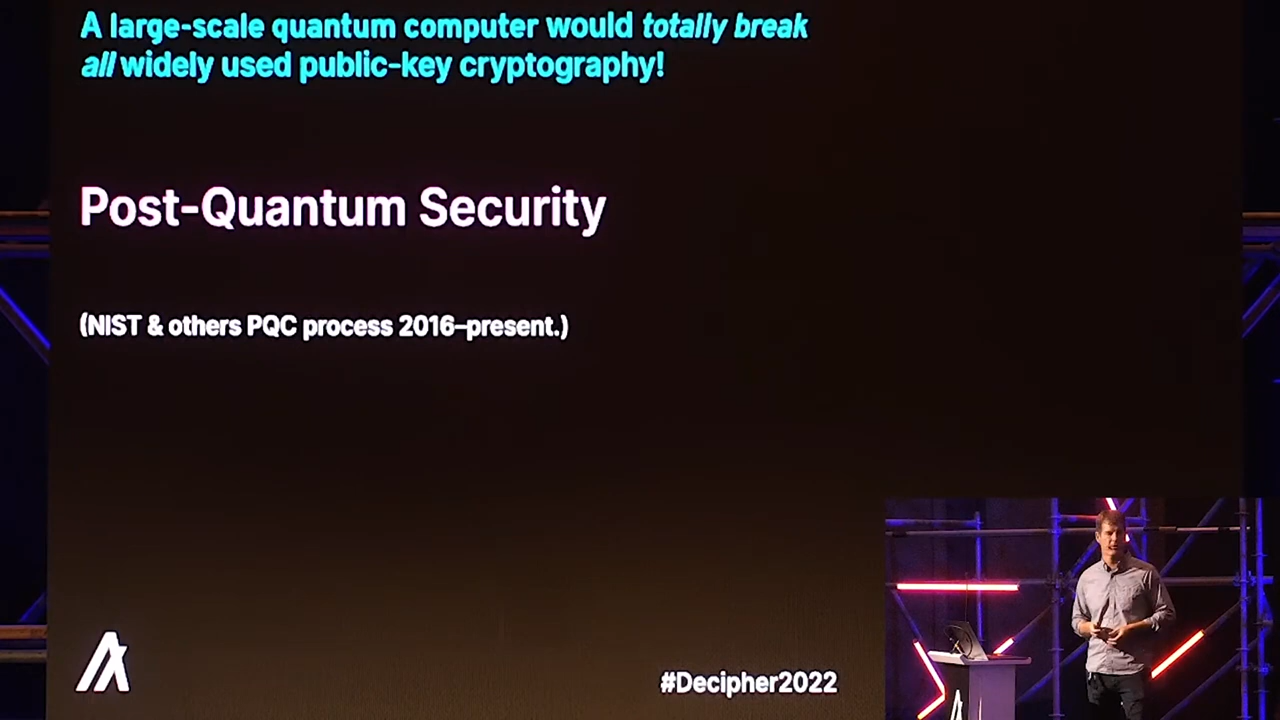 A large-scale quantum computer would totally break
all widely used public-key cryptography!
Post-Quantum Security
(NIST & others PQC process 2016–present.)
#Decipher2022